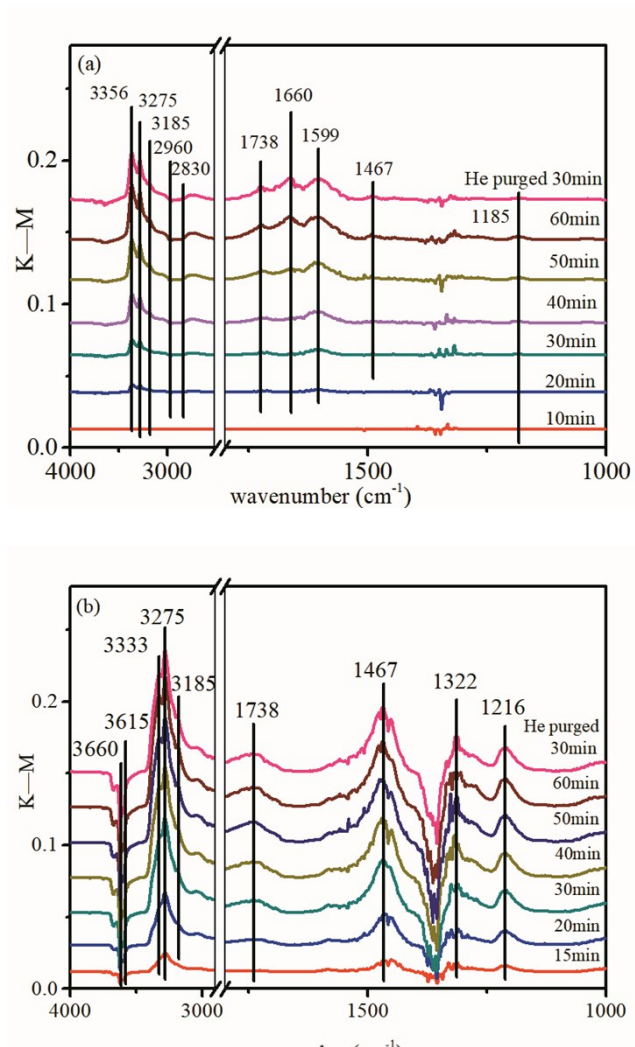 (a)
3356
3275
3185
2960
2830
1738
1660
1599
1467
1185
He purged 30min
60min
50min
40min
30min
20min
10min
K—M
0.2
0.1
0.0
4000
3000
1500
1000
wavenumber (cm-1)
(b)
3660
3615
3333
3275
3185
1738
1467
1322
1216
He purged
30min
60min
50min
40min
30min
20min
15min
K—M
0.2
0.1
0.0
4000
3000
1500
1000